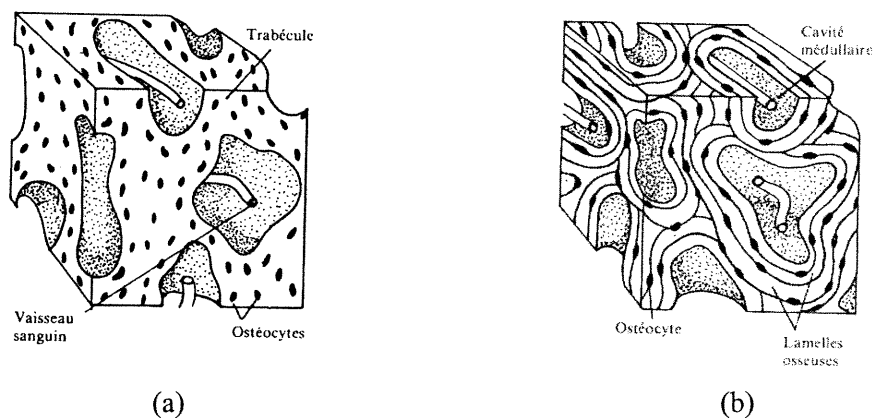 Trabécule
Vaisseau
sanguin
Ostéocytes
(a)
Cavité
médullaire
Ostéocyte
Lamelles
osseuses
(b)